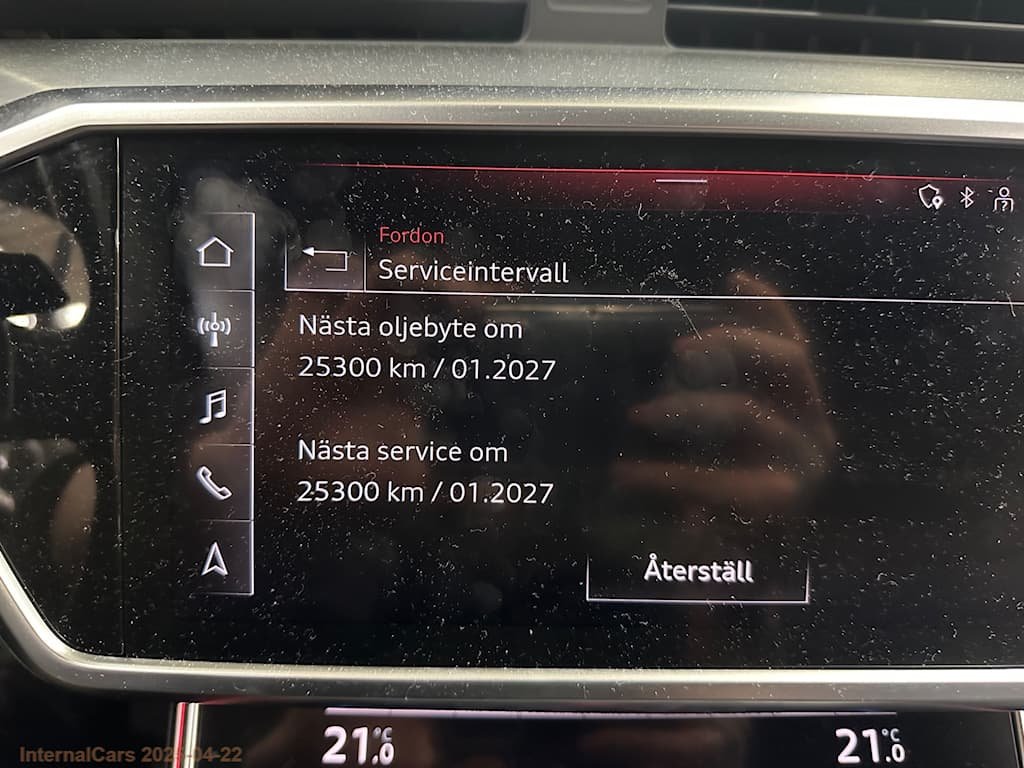 Fordon
Serviceintervall
Nästa oljebyte om
25300 km / 01.2027
Nästa service om
25300 km / 01.2027
Återställ
21.0 °C
21.0 °C
InternalCars